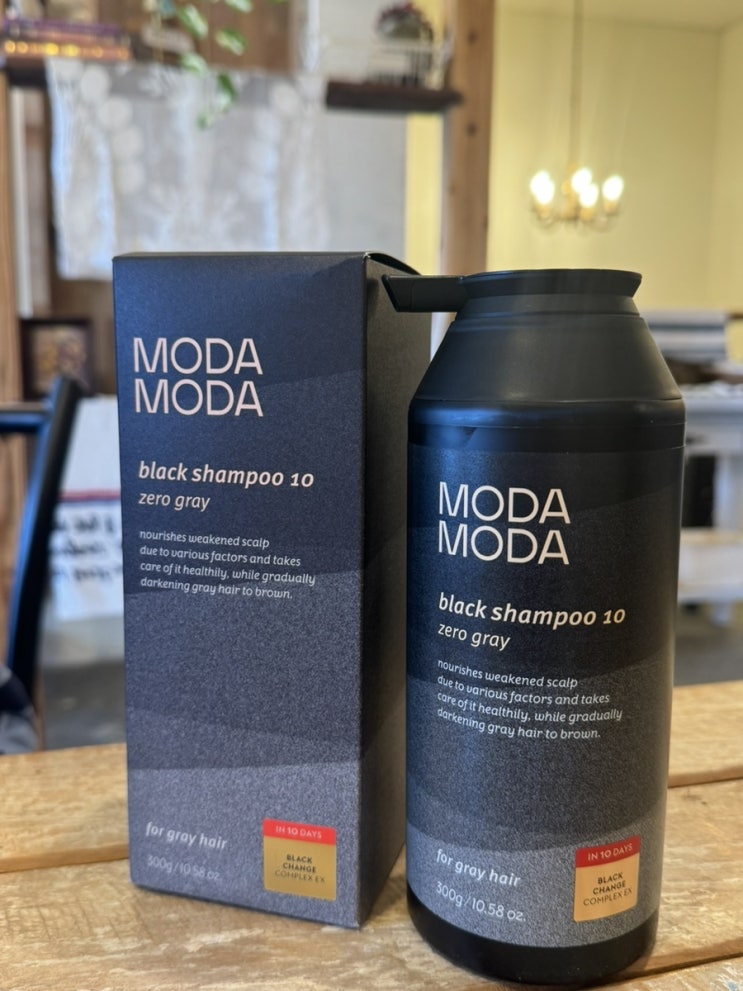 MODA
MODA
black shampoo 10
zero gray
nourishes weakened scalp
due to various factors and takes
care of it healthily, while gradually
darkening gray hair to brown.
for gray hair
300g/10.58 oz.
IN 10 DAYS
BLACK
CHANGE
COMPLEX EX
MODA
MODA
black shampoo 10
zero gray
nourishes weakened scalp
due to various factors and takes
care of it healthily, while gradually
darkening gray hair to brown.
for gray hair
300g/10.58 oz.
IN 10 DAYS
BLACK
CHANGE
COMPLEX EX